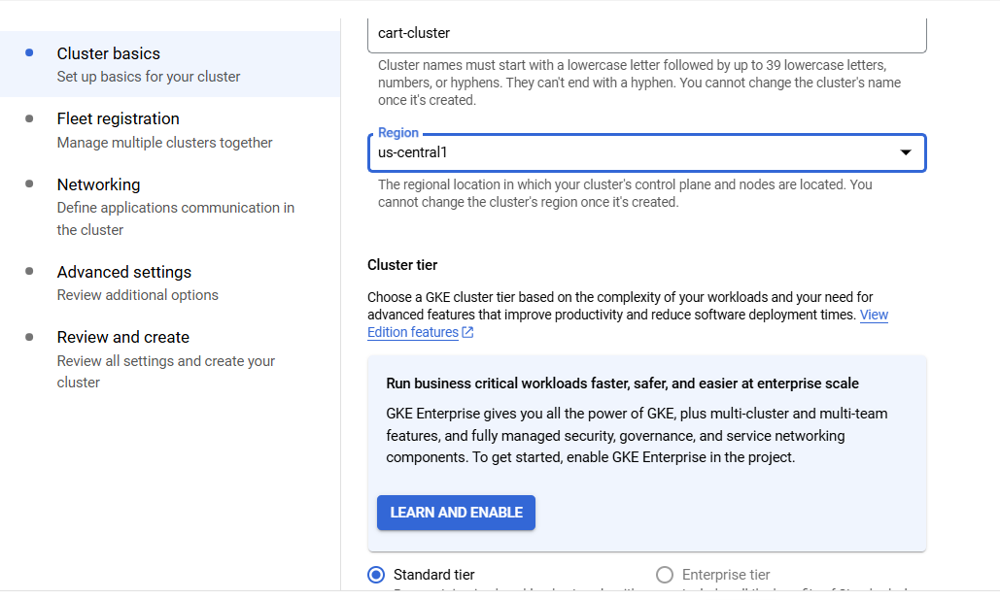 Cluster basics
Set up basics for your cluster
Fleet registration
Manage multiple clusters together
Networking
Define applications communication in
the cluster
Advanced settings
Review additional options
Review and create
Review all settings and create your
cluster
cart-cluster
Cluster names must start with a lowercase letter followed by up to 39 lowercase letters,
numbers, or hyphens. They can't end with a hyphen. You cannot change the cluster's name
once it's created.
Region
us-central1
The regional location in which your cluster's control plane and nodes are located. You
cannot change the cluster's region once it's created.
Cluster tier
Choose a GKE cluster tier based on the complexity of your workloads and your need for
advanced features that improve productivity and reduce software deployment times. View
Edition features
Run business critical workloads faster, safer, and easier at enterprise scale
GKE Enterprise gives you all the power of GKE, plus multi-cluster and multi-team
features, and fully managed security, governance, and service networking
components. To get started, enable GKE Enterprise in the project.
LEARN AND ENABLE
Standard tier
Enterprise tier